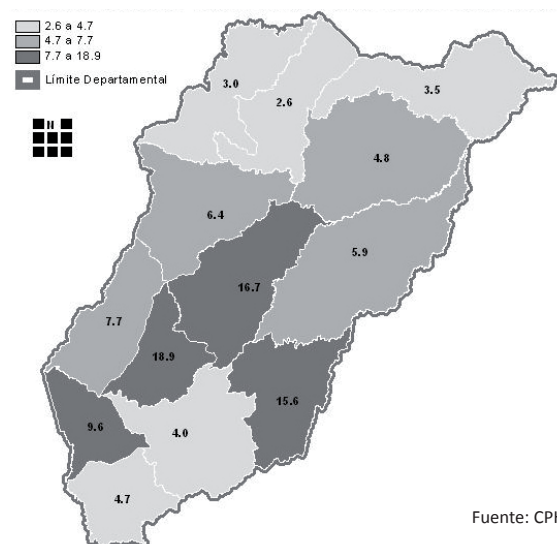 2.6 a 4.7
4.7 a 7.7
7.7 a 18.9
Límite Departamental
N
3.0
2.6
3.5
4.8
6.4
5.9
16.7
7.7
18.9
15.6
9.6
4.0
4.7
Fuente: CPH